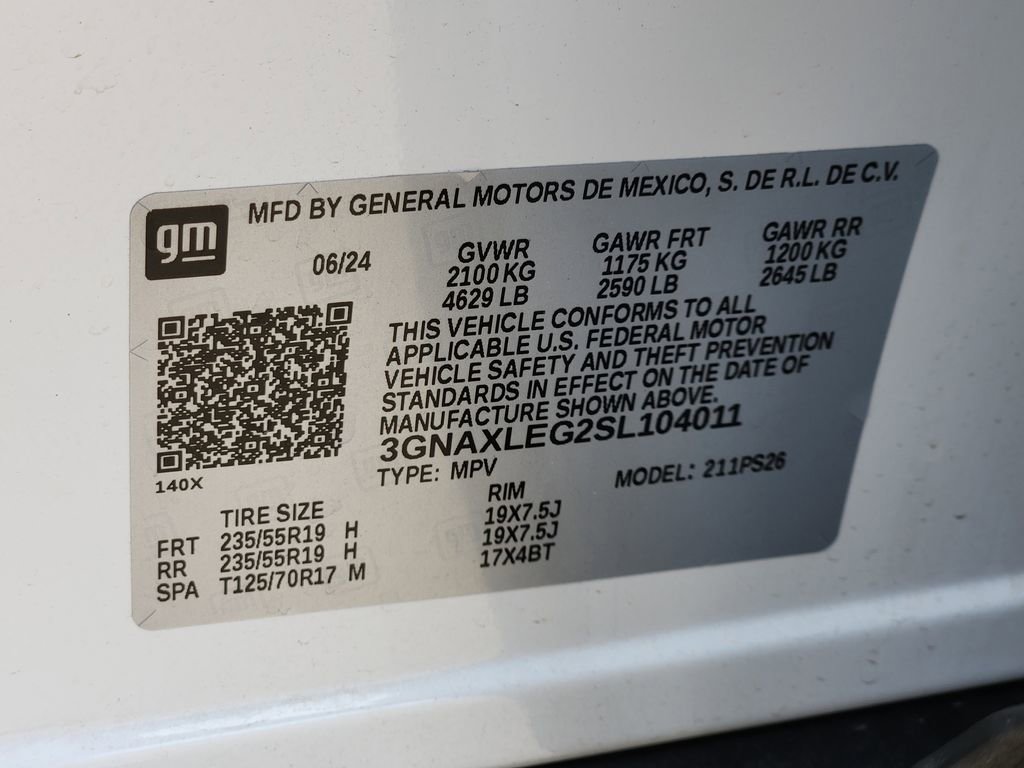 gm
MFD BY GENERAL MOTORS DE MEXICO, S. DE R.L. DE C.V.
06/24
GVWR
2100 KG
4629 LB
GAWR FRT
1175 KG
2590 LB
GAWR RR
1200 KG
2645 LB
THIS VEHICLE CONFORMS TO ALL
APPLICABLE U.S. FEDERAL MOTOR
VEHICLE SAFETY AND THEFT PREVENTION
STANDARDS IN EFFECT ON THE DATE OF
MANUFACTURE SHOWN ABOVE.
3GNAXLEG2SL104011
TYPE: MPV MODEL: 211PS26
140X
TIRE SIZE RIM
FRT 235/55R19 H 19X7.5J
RR 235/55R19 H 19X7.5J
SPA T125/70R17 M 17X4BT